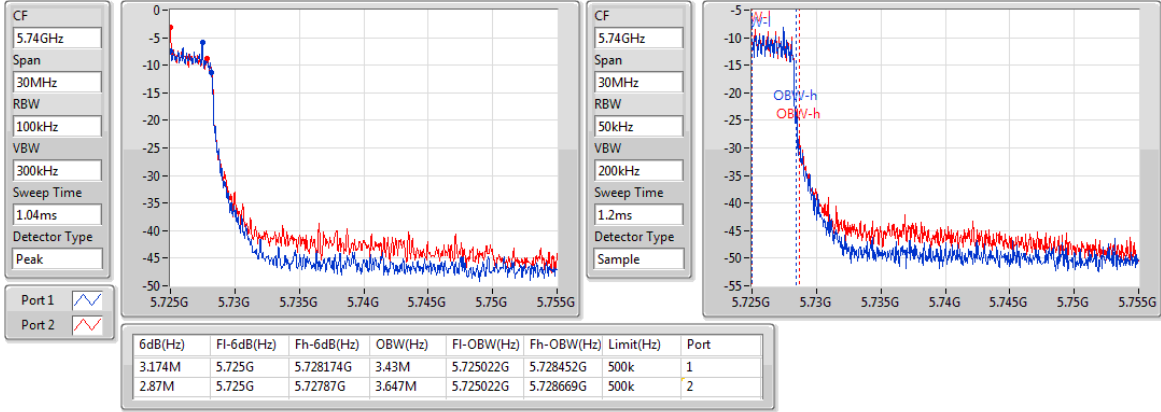 CF
5.74GHz
Span
30MHz
RBW
100kHz
VBW
300kHz
Sweep Time
1.04ms
Detector Type
Peak
Port 1
Port 2
0
-5
-10
-15
-20
-25
-30
-35
-40
-45
-50
5.725G 5.73G 5.735G 5.74G 5.745G 5.75G 5.755G
CF
5.74GHz
Span
30MHz
RBW
50kHz
VBW
200kHz
Sweep Time
1.2ms
Detector Type
Sample
-5
-10
-15
-20
-25
-30
-35
-40
-45
-50
-55
OBW-h
OBW-h
5.725G 5.73G 5.735G 5.74G 5.745G 5.75G 5.755G
6dB(Hz) Fl-6dB(Hz) Fh-6dB(Hz) OBW(Hz) Fl-OBW(Hz) Fh-OBW(Hz) Limit(Hz) Port
3.174M 5.725G 5.728174G 3.43M 5.725022G 5.728452G 500k 1
2.87M 5.725G 5.72787G 3.647M 5.725022G 5.728669G 500k 2